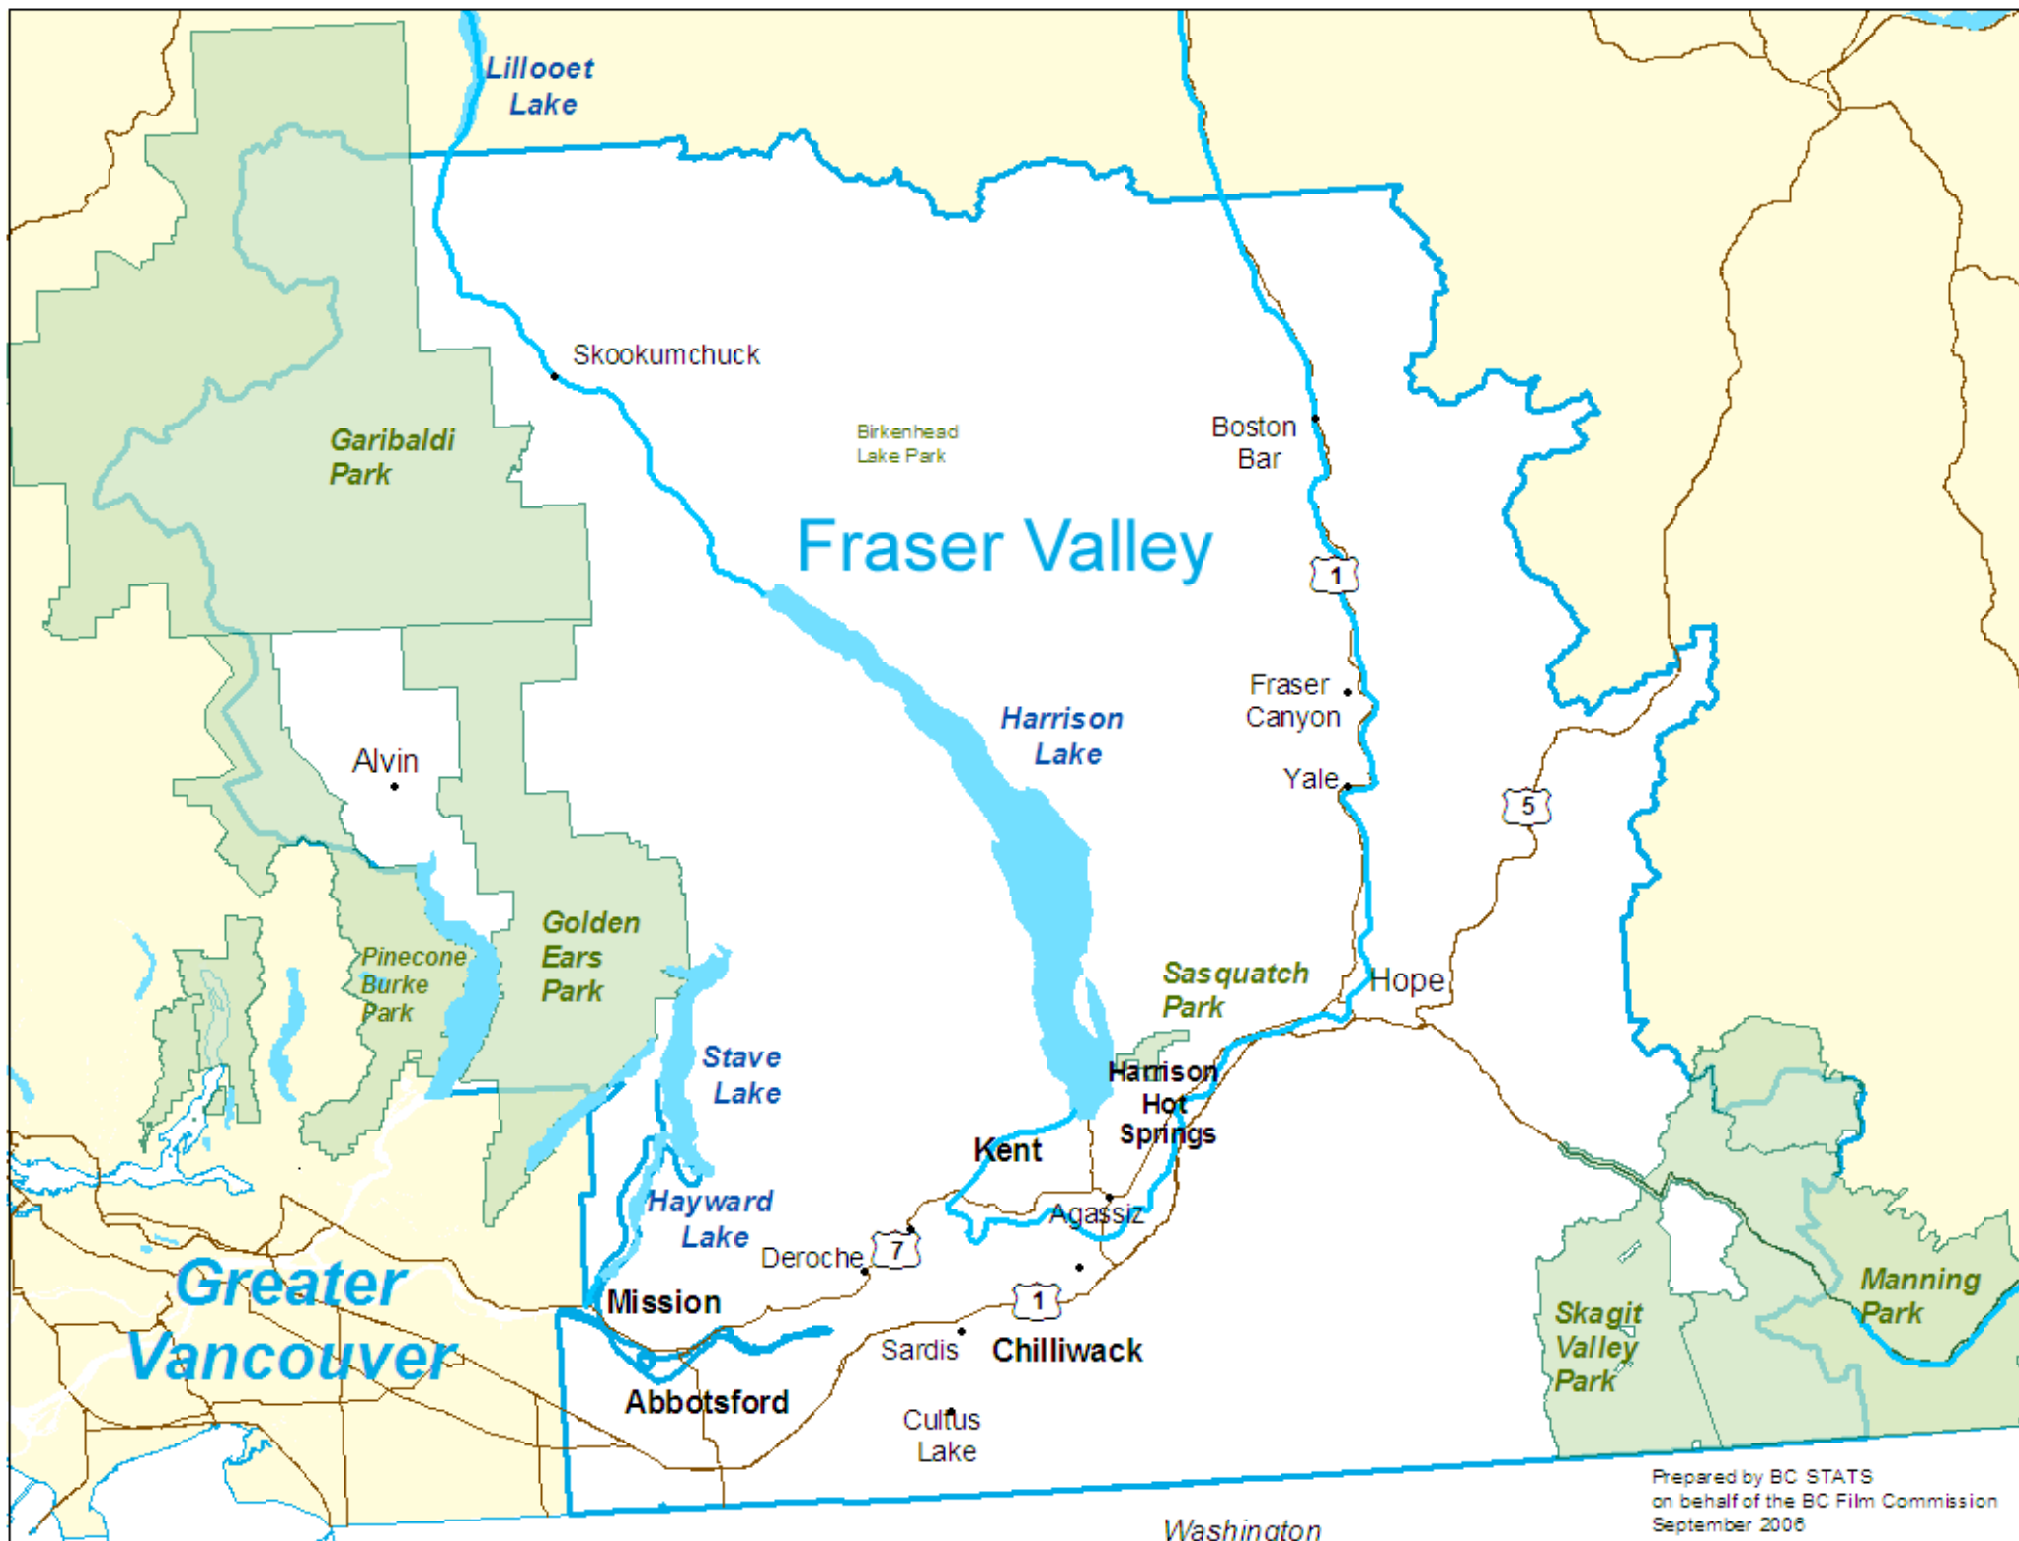 Lillooet
Lake
Skookumchuck
Garibaldi
Park
Birkenhead
Lake Park
Boston
Bar
Fraser Valley
1
Fraser
Canyon
Harrison
Lake
Alvin
Yale
5
Golden
Ears
Park
Pinecone
Burke
Park
Sasquatch
Park
Hope
Stave
Lake
Harrison
Hot
Springs
Kent
Hayward
Lake
Agassiz
Deroche
7
Greater
Vancouver
Mission
1
Sardis
Chilliwack
Abbotsford
Cultus
Lake
Skagit
Valley
Park
Manning
Park
Prepared by BC STATS
on behalf of the BC Film Commission
September 2006
Washington